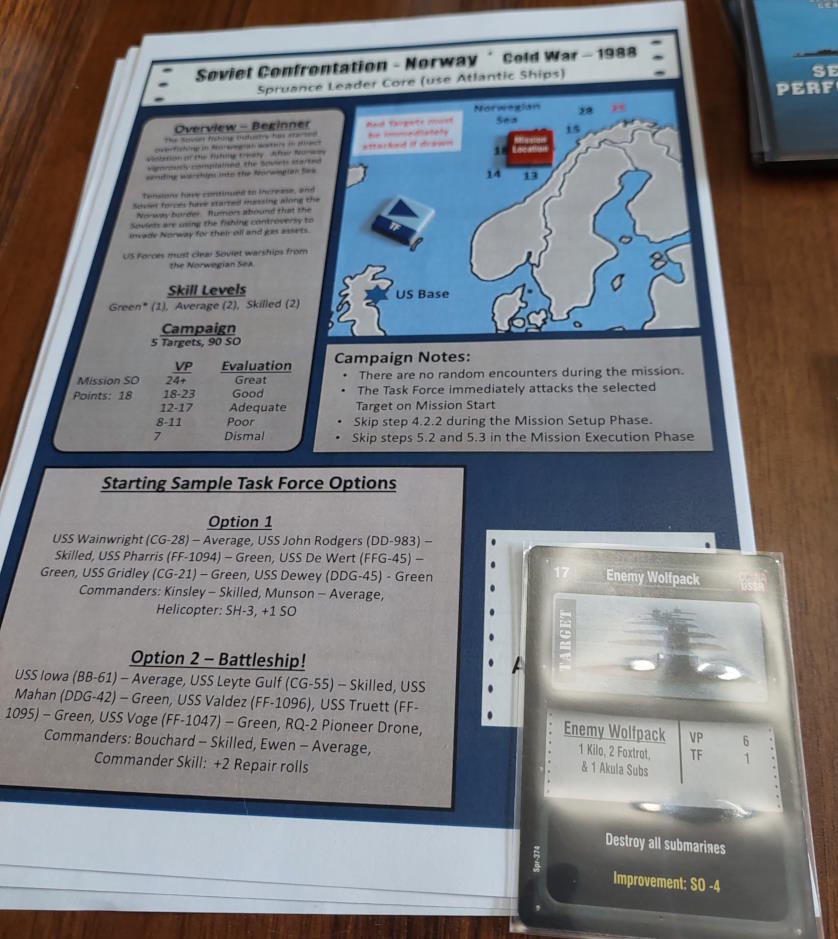 Soviet Confrontation - Norway * Cold War – 1988
Spruance Leader Core (use Atlantic Ships)
Overview – Beginner
The Soviet fishing industry has started
overfishing in Norwegian waters in direct
violation of the fishing treaty. After Norway
vigorously complained, the Soviets started
sending warships into the Norwegian Sea.
Tensions have continued to increase, and
Soviet forces have started massing along the
Norway border. Rumors abound that the
Soviets are using the fishing controversy to
invade Norway for their oil and gas assets.
US Forces must clear Soviet warships from
the Norwegian Sea.
Skill Levels
Green* (1), Average (2), Skilled (2)
Campaign
5 Targets, 90 SO
VP Evaluation
Mission SO 24+ Great
Points: 18 18-23 Good
12-17 Adequate
8-11 Poor
7 Dismal
Red Targets must
be immediately
attacked if drawn
Norwegian
Sea
28 25
15
Mission
Location
14 13
TF
US Base
Campaign Notes:
• There are no random encounters during the mission.
• The Task Force immediately attacks the selected
Target on Mission Start
• Skip step 4.2.2 during the Mission Setup Phase.
• Skip steps 5.2 and 5.3 in the Mission Execution Phase
Starting Sample Task Force Options
Option 1
USS Wainwright (CG-28) – Average, USS John Rodgers (DD-983) –
Skilled, USS Pharris (FF-1094) – Green, USS De Wert (FFG-45) –
Green, USS Gridley (CG-21) – Green, USS Dewey (DDG-45) - Green
Commanders: Kinsley – Skilled, Munson – Average,
Helicopter: SH-3, +1 SO
Option 2 – Battleship!
USS Iowa (BB-61) – Average, USS Leyte Gulf (CG-55) – Skilled, USS
Mahan (DDG-42) – Green, USS Valdez (FF-1096), USS Truett (FF-
1095) – Green, USS Voge (FF-1047) – Green, RQ-2 Pioneer Drone,
Commanders: Bouchard – Skilled, Ewen – Average,
Commander Skill: +2 Repair rolls
17 Enemy Wolfpack
USSR
TARGET
Enemy Wolfpack
1 Kilo, 2 Foxtrot,
& 1 Akula Subs
VP 6
TF 1
Destroy all submarines
Improvement: SO -4
Spr-374